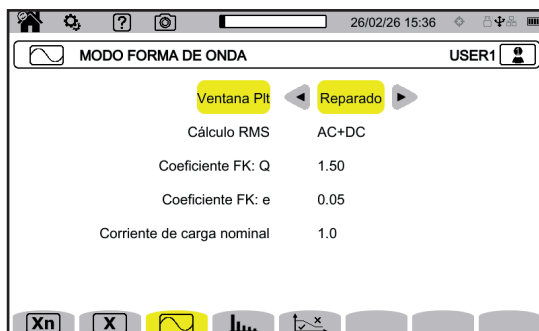 ? 26/02/26 15:36
MODO FORMA DE ONDA USER1
Ventana Plt Reparado
Cálculo RMS AC+DC
Coeficiente FK: Q 1.50
Coeficiente FK: e 0.05
Corriente de carga nominal 1.0
Xn X